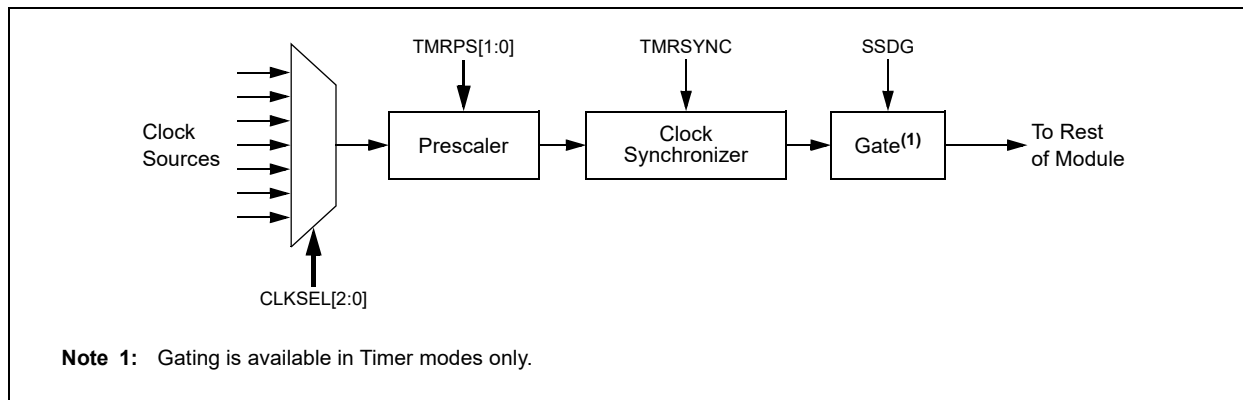 TMRPS[1:0]
TMRSYNC
SSDG
Clock
Sources
Prescaler
Clock
Synchronizer
Gate(1)
To Rest
of Module
CLKSEL[2:0]
Note 1: Gating is available in Timer modes only.